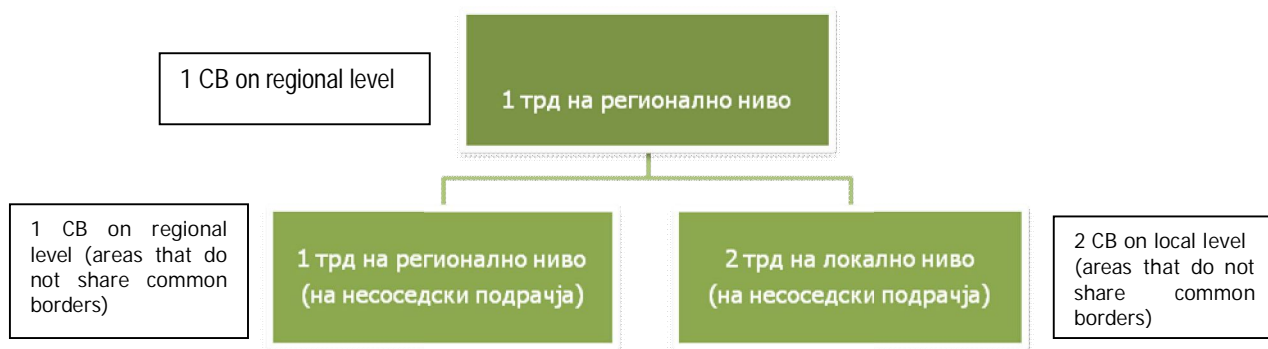 1 CB on regional level
1 трд на регионално ниво
1 CB on regional
level (areas that do
not share common
borders)
1 трд на регионално ниво
(на несоседски подрачја)
2 трд на локално ниво
(на несоседски подрачја)
2 CB on local level
(areas that do not
share common
borders)